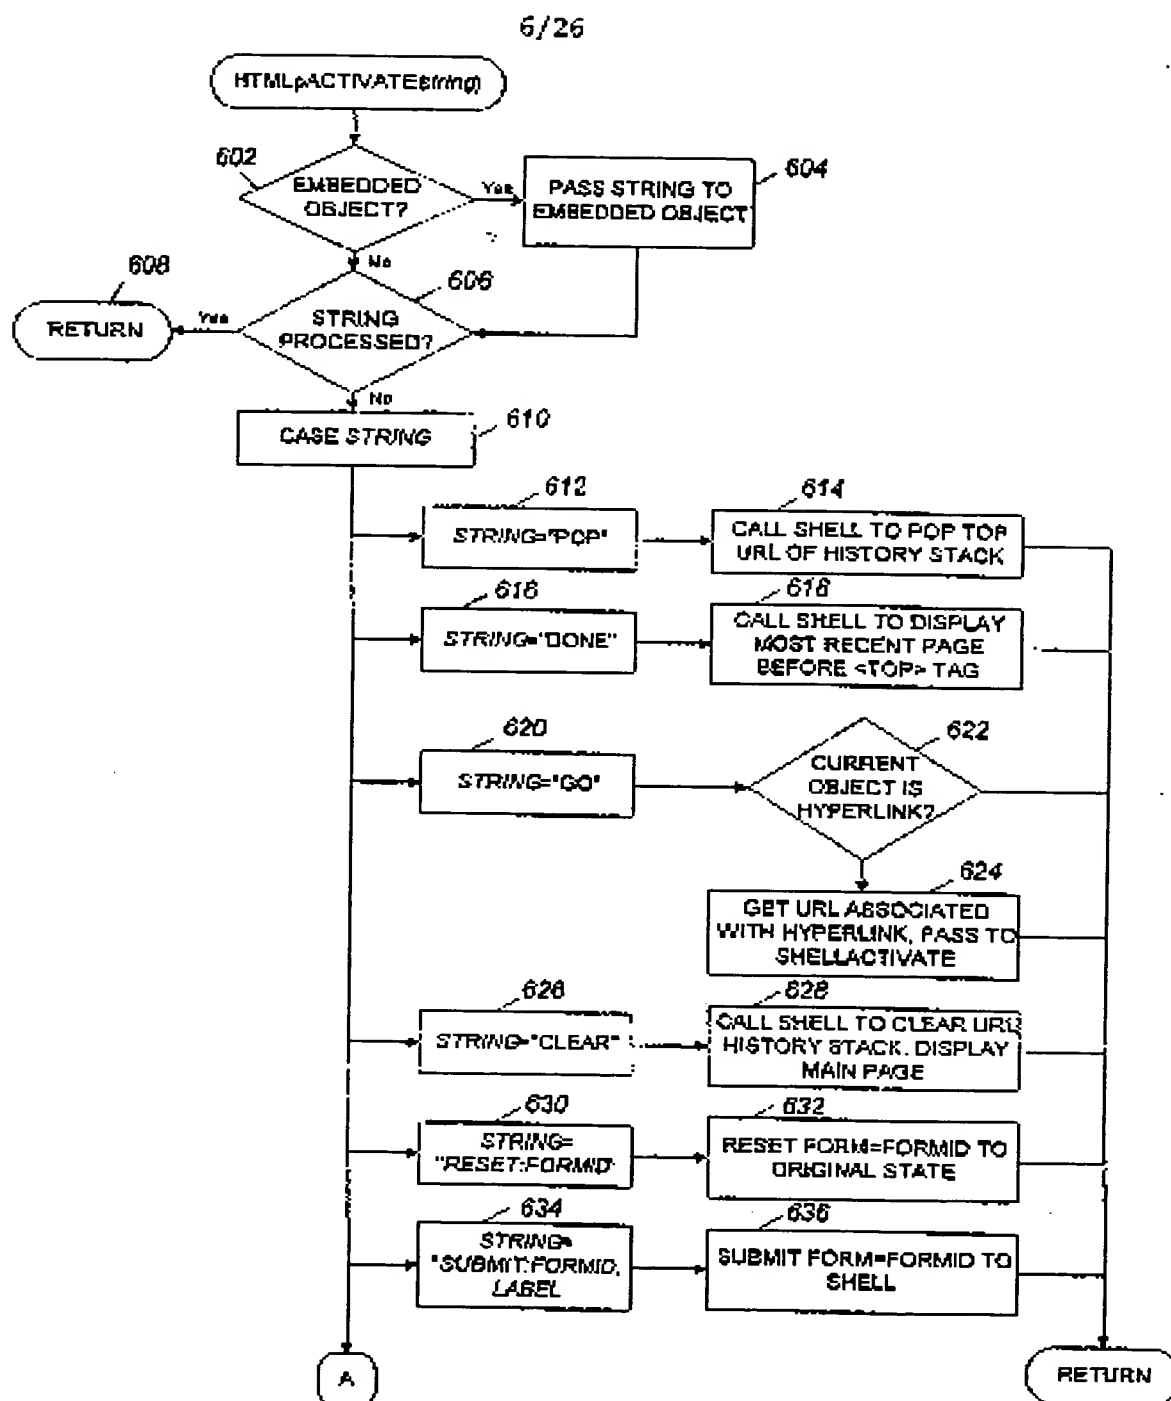 6/26
HTMLpACTIVATE(string)
602
EMBEDDED
OBJECT?
Yes
PASS STRING TO
EMBEDDED OBJECT
604
No
608
606
RETURN
Yes
STRING
PROCESSED?
No
CASE STRING
610
612
STRING="POP"
614
CALL SHELL TO POP TOP
URL OF HISTORY STACK
616
STRING="DONE"
618
CALL SHELL TO DISPLAY
MOST RECENT PAGE
BEFORE <TOP> TAG
620
STRING="GO"
622
CURRENT
OBJECT IS
HYPERLINK?
624
GET URL ASSOCIATED
WITH HYPERLINK, PASS TO
SHELLACTIVATE
626
STRING="CLEAR"
628
CALL SHELL TO CLEAR URL
HISTORY STACK. DISPLAY
MAIN PAGE
630
STRING=
"RESET:FORMID
632
RESET FORM=FORMID TO
ORIGINAL STATE
634
STRING=
"SUBMIT:FORMID,
LABEL
636
SUBMIT FORM=FORMID TO
SHELL
A
RETURN